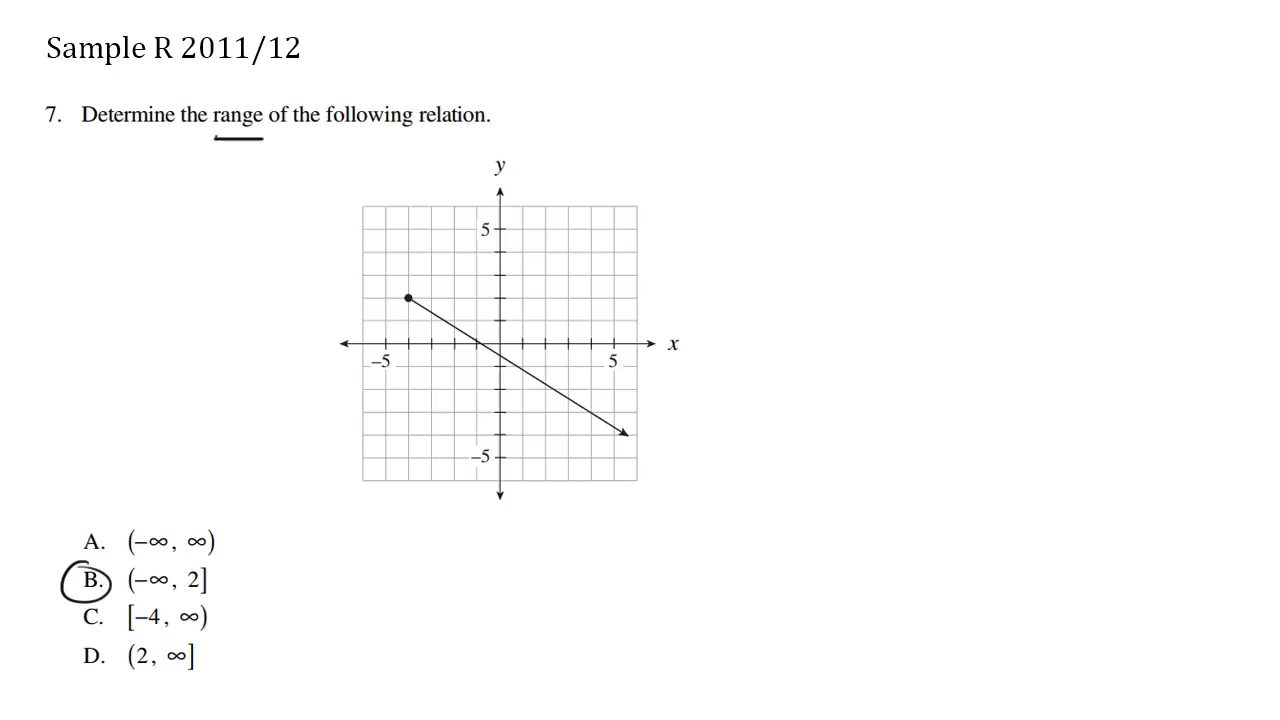 Sample R 2011/12
7. Determine the range of the following relation.
y
5
x
–5
5
–5
A. (–∞, ∞)
B. (–∞, 2]
C. [–4, ∞)
D. (2, ∞]